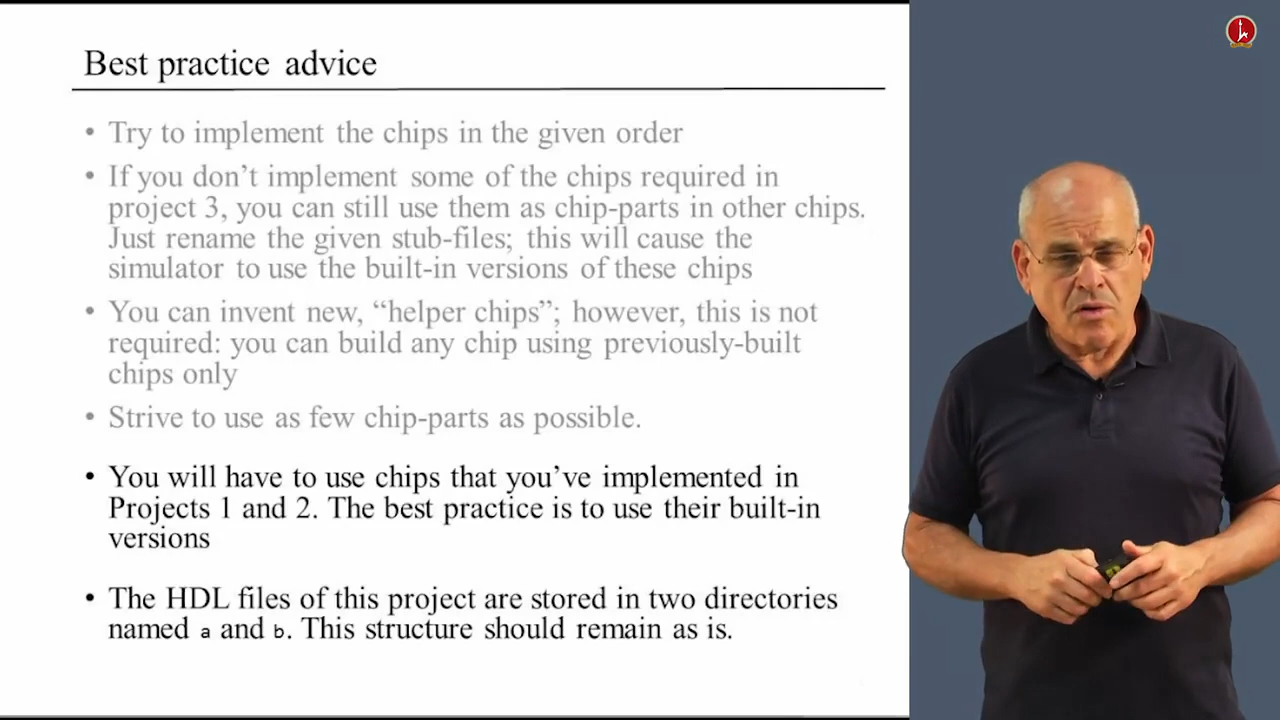 Best practice advice
• Try to implement the chips in the given order
• If you don’t implement some of the chips required in
project 3, you can still use them as chip-parts in other chips.
Just rename the given stub-files; this will cause the
simulator to use the built-in versions of these chips
• You can invent new, “helper chips”; however, this is not
required: you can build any chip using previously-built
chips only
• Strive to use as few chip-parts as possible.
• You will have to use chips that you’ve implemented in
Projects 1 and 2. The best practice is to use their built-in
versions
• The HDL files of this project are stored in two directories
named a and b. This structure should remain as is.